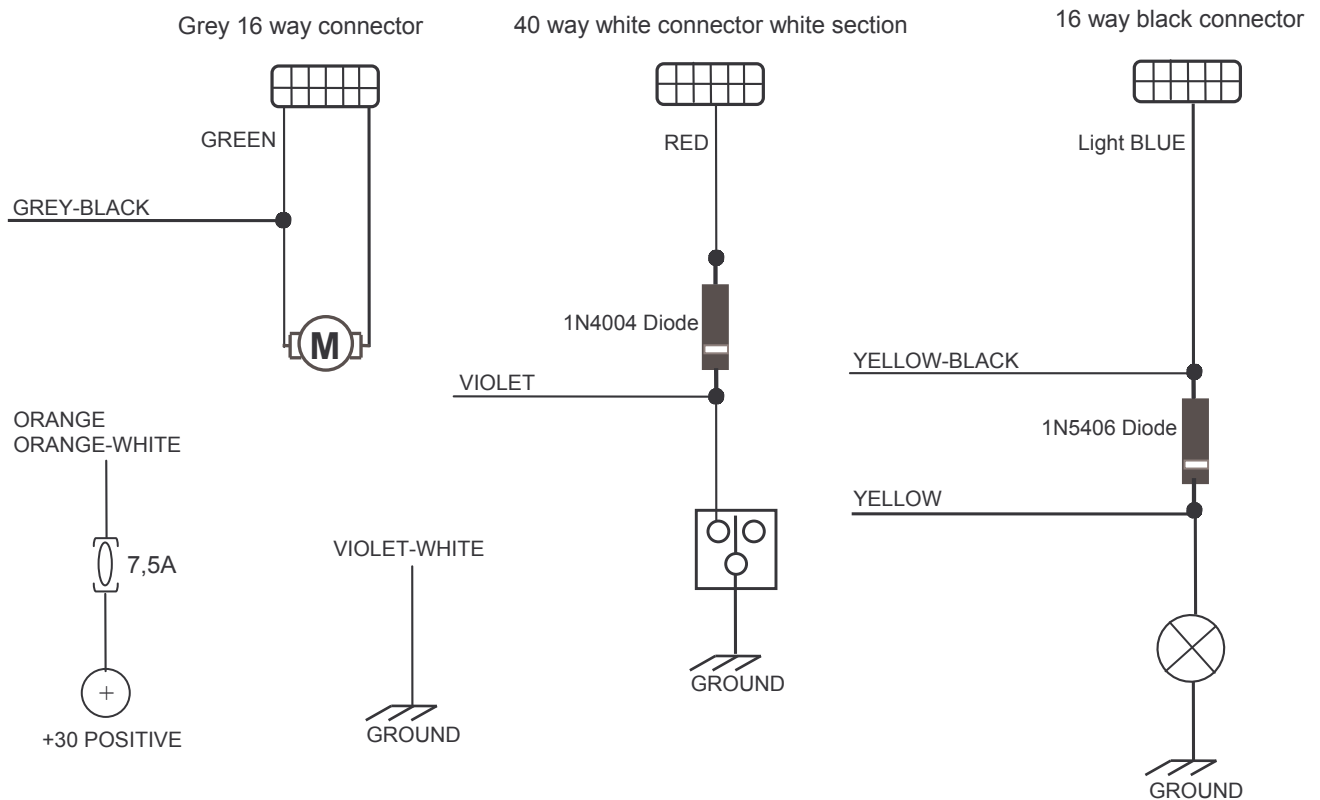 Grey 16 way connector
40 way white connector white section
16 way black connector
GREEN
RED
Light BLUE
GREY-BLACK
1N4004 Diode
M
VIOLET
YELLOW-BLACK
ORANGE
ORANGE-WHITE
1N5406 Diode
YELLOW
7,5A
VIOLET-WHITE
+
+30 POSITIVE
GROUND
GROUND
GROUND